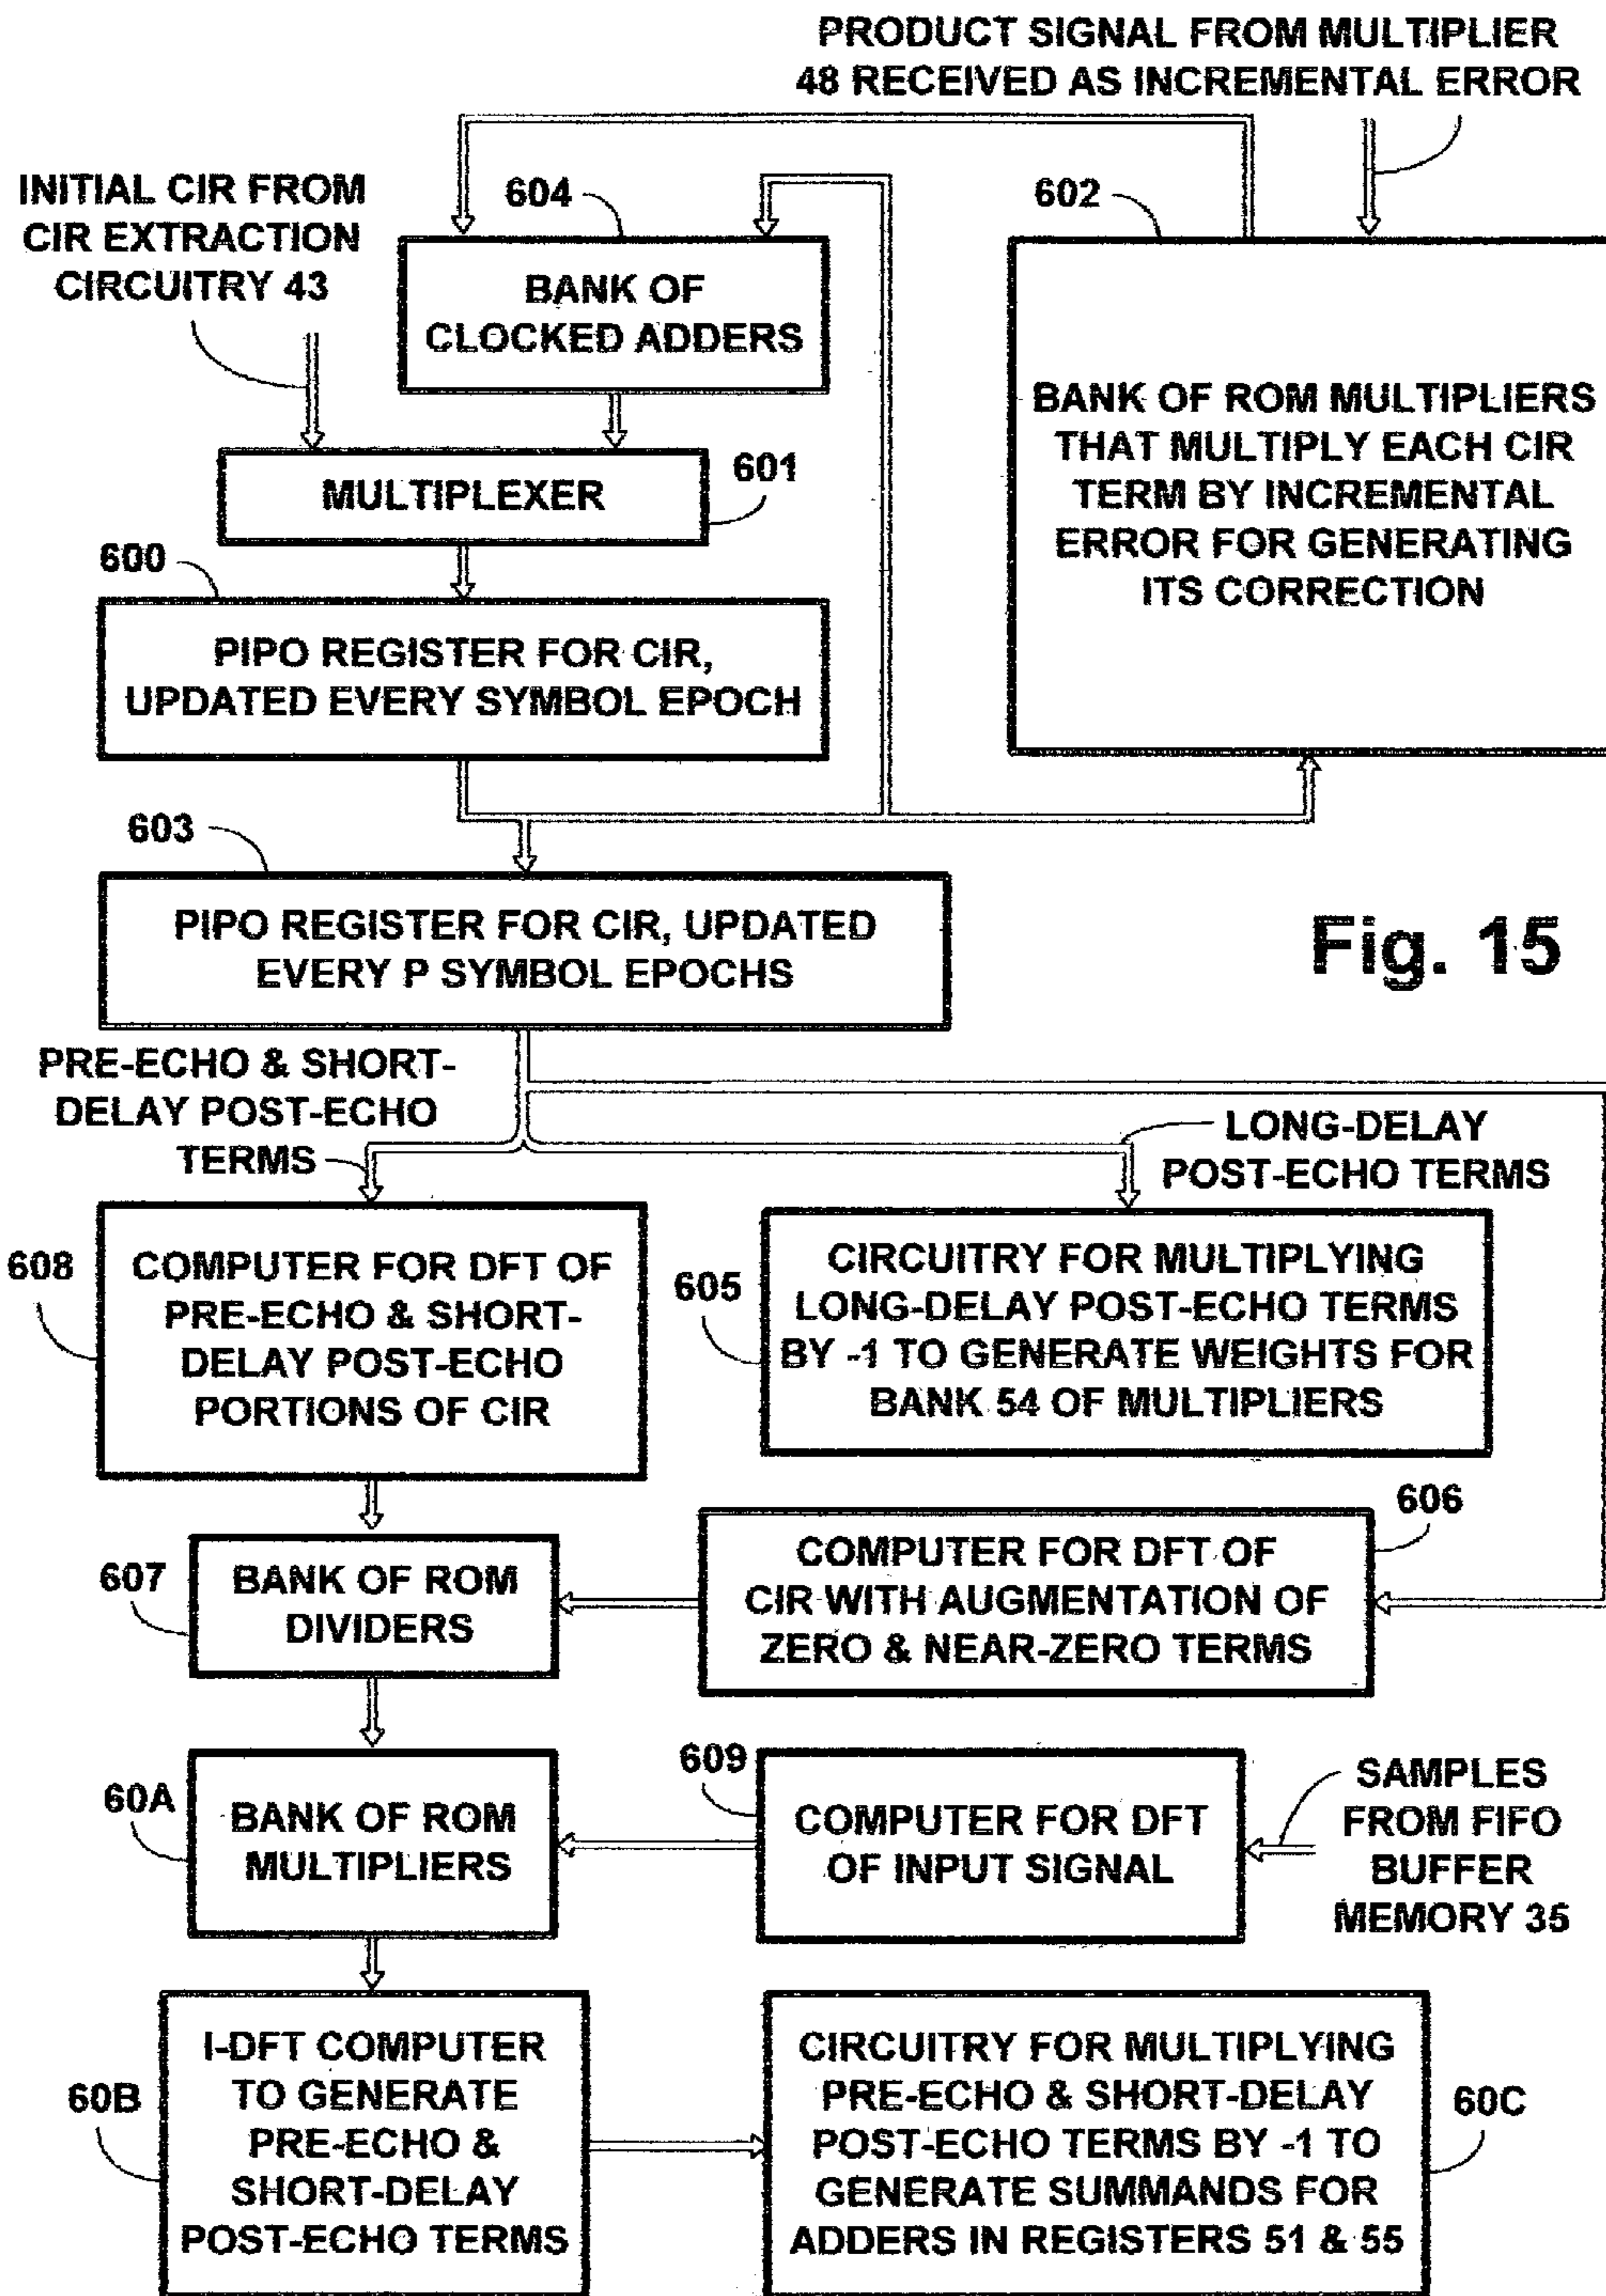 PRODUCT SIGNAL FROM MULTIPLIER
48 RECEIVED AS INCREMENTAL ERROR
INITIAL CIR FROM
CIR EXTRACTION
CIRCUITRY 43
604
602
BANK OF
CLOCKED ADDERS
BANK OF ROM MULTIPLIERS
THAT MULTIPLY EACH CIR
TERM BY INCREMENTAL
ERROR FOR GENERATING
ITS CORRECTION
MULTIPLEXER
601
600
PIPO REGISTER FOR CIR,
UPDATED EVERY SYMBOL EPOCH
603
PIPO REGISTER FOR CIR, UPDATED
EVERY P SYMBOL EPOCHS
Fig. 15
PRE-ECHO & SHORT-
DELAY POST-ECHO
TERMS
LONG-DELAY
POST-ECHO TERMS
608
COMPUTER FOR DFT OF
PRE-ECHO & SHORT-
DELAY POST-ECHO
PORTIONS OF CIR
605
CIRCUITRY FOR MULTIPLYING
LONG-DELAY POST-ECHO TERMS
BY -1 TO GENERATE WEIGHTS FOR
BANK 54 OF MULTIPLIERS
606
607
BANK OF ROM
DIVIDERS
COMPUTER FOR DFT OF
CIR WITH AUGMENTATION OF
ZERO & NEAR-ZERO TERMS
60A
BANK OF ROM
MULTIPLIERS
609
COMPUTER FOR DFT
OF INPUT SIGNAL
SAMPLES
FROM FIFO
BUFFER
MEMORY 35
60B
I-DFT COMPUTER
TO GENERATE
PRE-ECHO &
SHORT-DELAY
POST-ECHO TERMS
CIRCUITRY FOR MULTIPLYING
PRE-ECHO & SHORT-DELAY
POST-ECHO TERMS BY -1 TO
GENERATE SUMMANDS FOR
ADDERS IN REGISTERS 51 & 55
60C